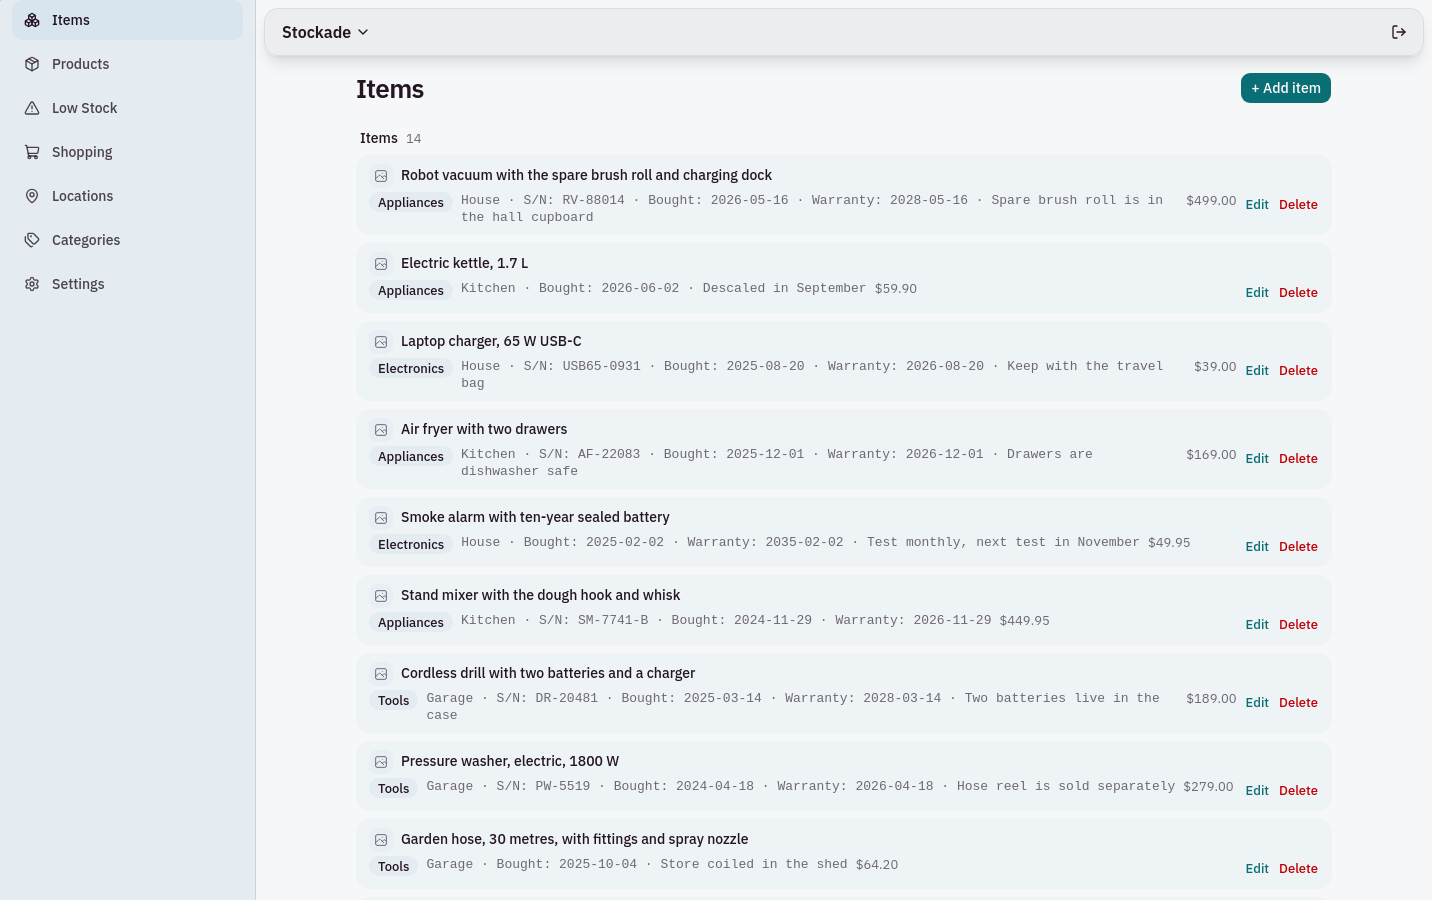 Items
Products
Low Stock
Shopping
Locations
Categories
Settings
Stockade
Items
+ Add item
Items 14
Robot vacuum with the spare brush roll and charging dock
Appliances House · S/N: RV-88014 · Bought: 2026-05-16 · Warranty: 2028-05-16 · Spare brush roll is in $499.00 Edit Delete
the hall cupboard
Electric kettle, 1.7 L
Appliances Kitchen · Bought: 2026-06-02 · Descaled in September $59.90 Edit Delete
Laptop charger, 65 W USB-C
Electronics House · S/N: USB65-0931 · Bought: 2025-08-20 · Warranty: 2026-08-20 · Keep with the travel $39.00 Edit Delete
bag
Air fryer with two drawers
Appliances Kitchen · S/N: AF-22083 · Bought: 2025-12-01 · Warranty: 2026-12-01 · Drawers are $169.00 Edit Delete
dishwasher safe
Smoke alarm with ten-year sealed battery
Electronics House · Bought: 2025-02-02 · Warranty: 2035-02-02 · Test monthly, next test in November $49.95 Edit Delete
Stand mixer with the dough hook and whisk
Appliances Kitchen · S/N: SM-7741-B · Bought: 2024-11-29 · Warranty: 2026-11-29 $449.95 Edit Delete
Cordless drill with two batteries and a charger
Tools Garage · S/N: DR-20481 · Bought: 2025-03-14 · Warranty: 2028-03-14 · Two batteries live in the $189.00 Edit Delete
case
Pressure washer, electric, 1800 W
Tools Garage · S/N: PW-5519 · Bought: 2024-04-18 · Warranty: 2026-04-18 · Hose reel is sold separately $279.00 Edit Delete
Garden hose, 30 metres, with fittings and spray nozzle
Tools Garage · Bought: 2025-10-04 · Store coiled in the shed $64.20 Edit Delete